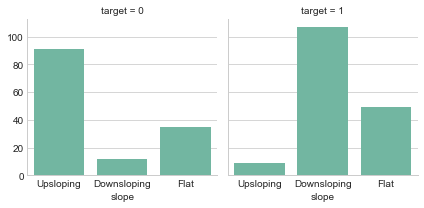 target = 0 target = 1
100
80
60
40
20
0
Upsloping Downsloping Flat Upsloping Downsloping Flat
slope slope